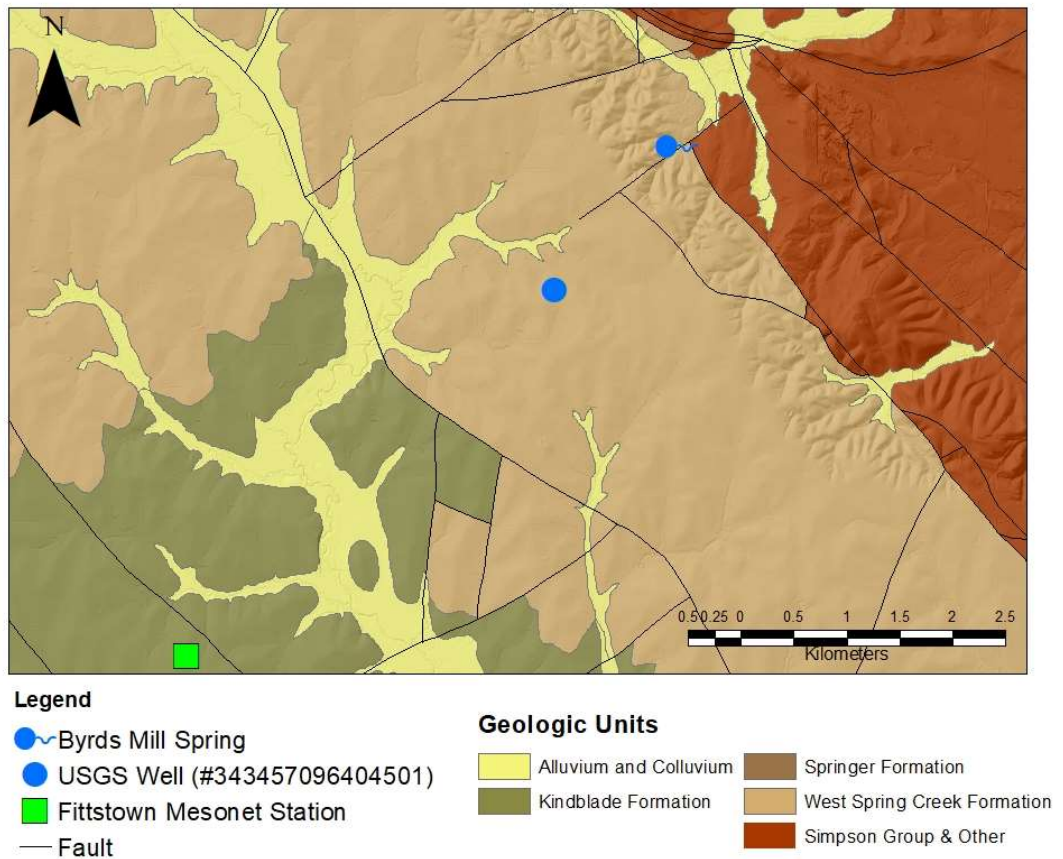 N
0.5 0.25 0 0.5 1 1.5 2 2.5
Kilometers
Legend
Byrds Mill Spring
USGS Well (#343457096404501)
Fittstown Mesonet Station
Fault
Geologic Units
Alluvium and Colluvium
Kindblade Formation
Springer Formation
West Spring Creek Formation
Simpson Group & Other